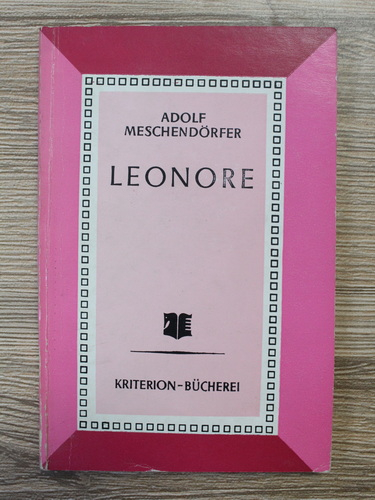 ADOLF
MESCHENDÖRFER
LEONORE
KRITERION-BÜCHEREI